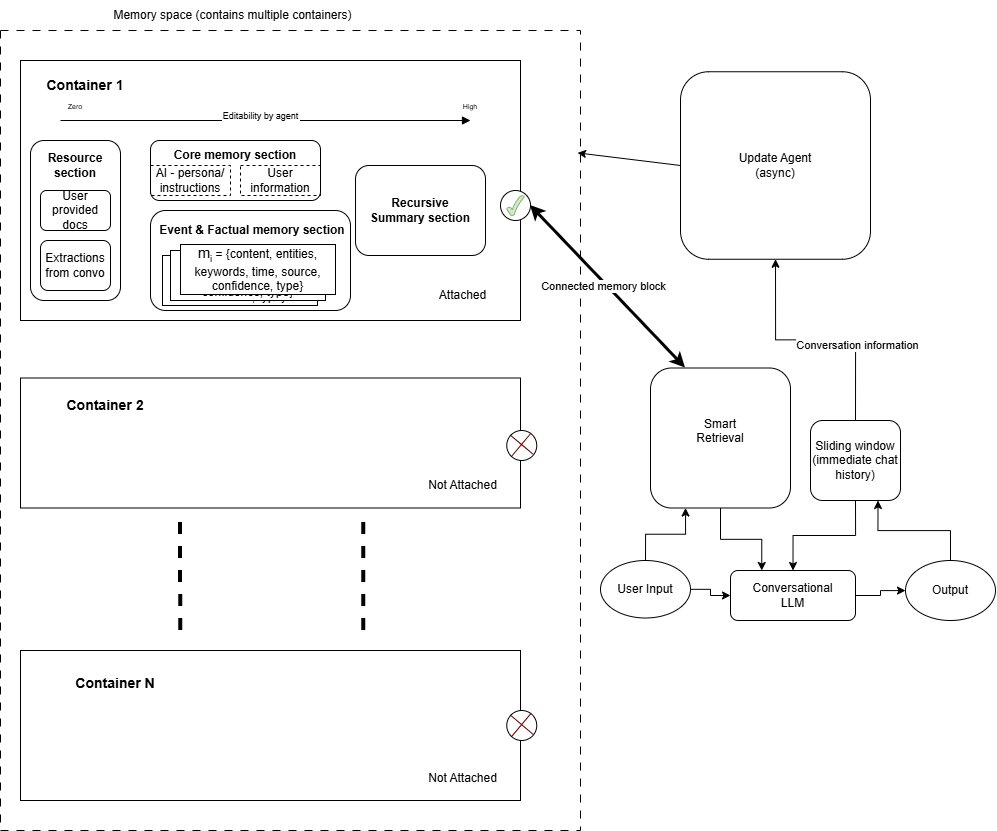 Memory space (contains multiple containers)
Container 1
Zero
High
Editability by agent
Resource
section
User
provided
docs
Extractions
from convo
Core memory section
AI - persona/
instructions
User
information
Event & Factual memory section
mi = {content, entities,
keywords, time, source,
confidence, type}
Recursive
Summary section
Attached
Container 2
Not Attached
Container N
Not Attached
Connected memory block
Update Agent
(async)
Conversation information
Smart
Retrieval
Sliding window
(immediate chat
history)
User Input
Conversational
LLM
Output